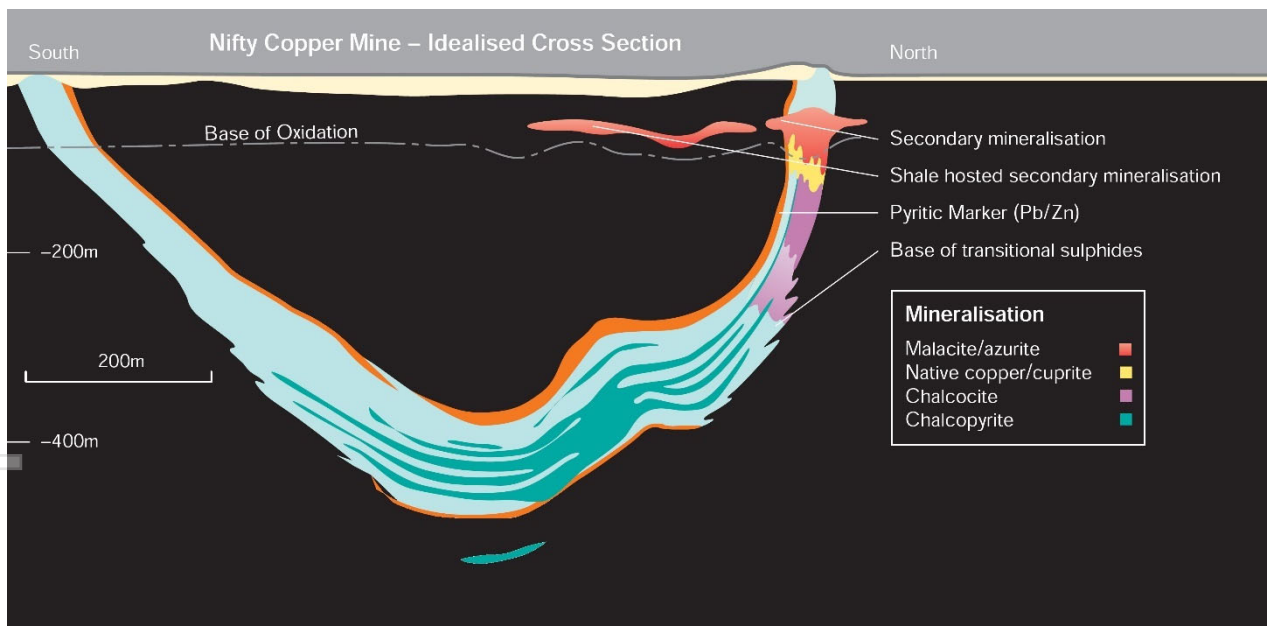 Nifty Copper Mine – Idealised Cross Section
South
North
Base of Oxidation
Secondary mineralisation
Shale hosted secondary mineralisation
Pyritic Marker (Pb/Zn)
Base of transitional sulphides
–200m
200m
–400m
Mineralisation
Malacite/azurite
Native copper/cuprite
Chalcocite
Chalcopyrite